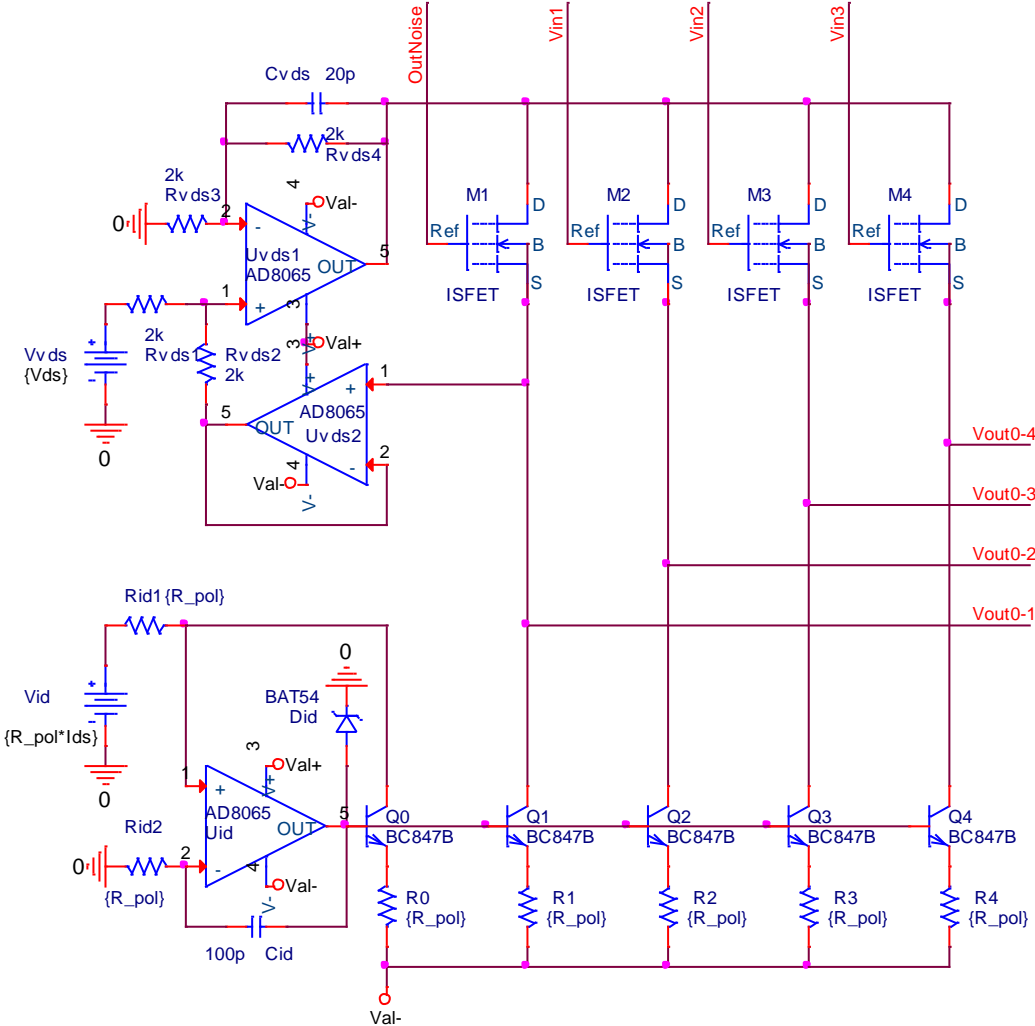 OutNoise
Vin1
Vin2
Vin3
Cvds 20p
2k
Rvds4
2k
Rvds3
4
Val-
V-
2
0
-
Uvds1
AD8065
OUT
5
1
+
3
V+
Val+
2k
Rvds1
Rvds2
2k
Vvds
{Vds}
+
-
0
3
V+
1
+
AD8065
Uvds2
5
OUT
2
-
4
Val-
V-
M1
M2
M3
M4
D
D
D
D
Ref
Ref
Ref
Ref
B
B
B
B
S
S
S
S
ISFET
ISFET
ISFET
ISFET
Vout0-4
Vout0-3
Vout0-2
Vout0-1
Rid1 {R_pol}
0
BAT54
Did
Vid
+
-
{R_pol*Ids}
0
3
Val+
V+
1
+
AD8065
Uid
OUT
5
Rid2
2
-
0
{R_pol}
4
Val-
V-
100p Cid
Q0
BC847B
Q1
BC847B
Q2
BC847B
Q3
BC847B
Q4
BC847B
R0
{R_pol}
R1
{R_pol}
R2
{R_pol}
R3
{R_pol}
R4
{R_pol}
Val-